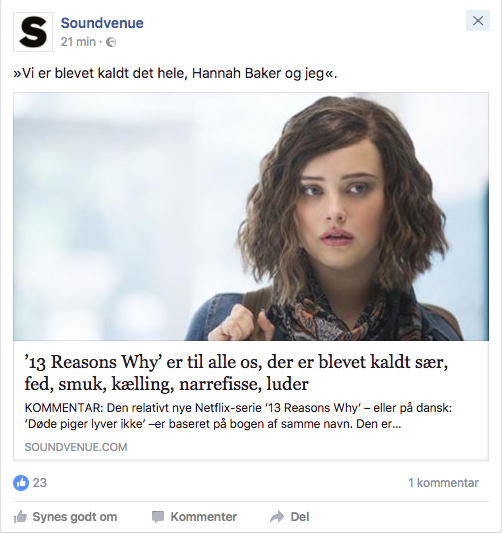 S
Soundvenue
21 min ·
»Vi er blevet kaldt det hele, Hannah Baker og jeg«.
’13 Reasons Why’ er til alle os, der er blevet kaldt sær,
fed, smuk, kælling, narrefisse, luder
KOMMENTAR: Den relativt nye Netflix-serie ’13 Reasons Why’ – eller på dansk:
’Døde piger lyver ikke’ –er baseret på bogen af samme navn. Den er...
SOUNDVENUE.COM
23
1 kommentar
Synes godt om
Kommenter
Del